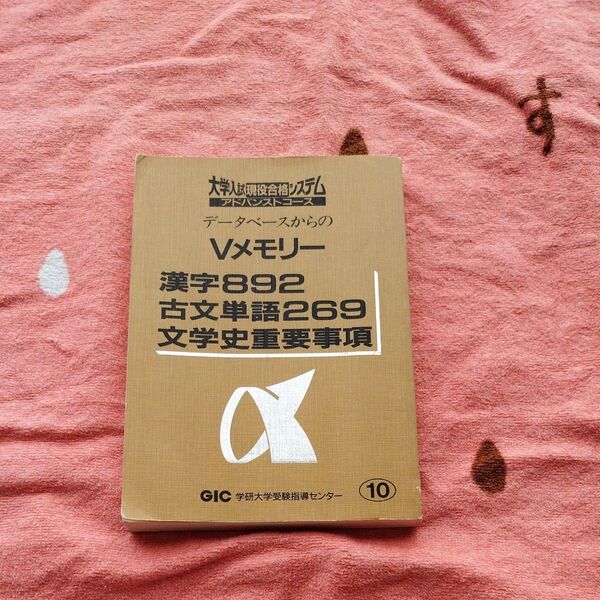 す
大学入試現役合格システム
アドバンストコース
データベースからの
Vメモリー
漢字892
古文単語269
文学史重要事項
GIC 学研大学受験指導センター 10